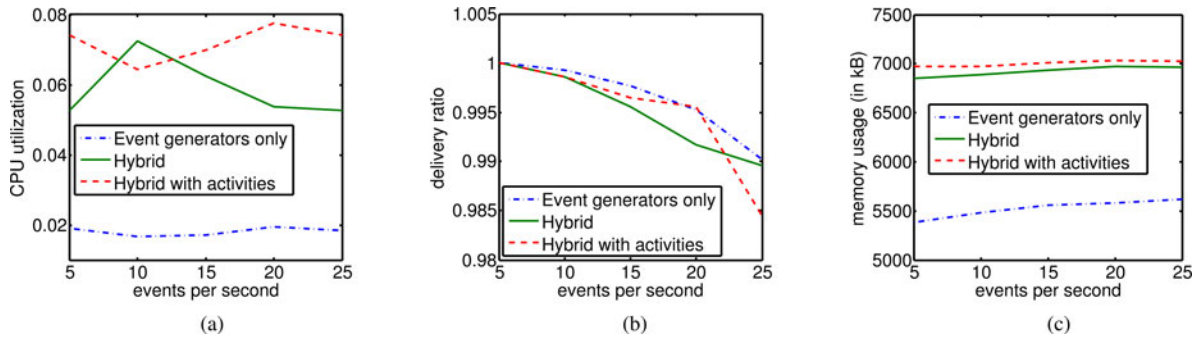 0.08
0.06
0.04
0.02
CPU utilization
Event generators only
Hybrid
Hybrid with activities
5 10 15 20 25
events per second
(a)
1
0.995
0.99
0.985
0.98
delivery ratio
Event generators only
Hybrid
Hybrid with activities
5 10 15 20 25
events per second
(b)
7500
7000
6500
6000
5500
5000
memory usage (in kB)
Event generators only
Hybrid
Hybrid with activities
5 10 15 20 25
events per second
(c)